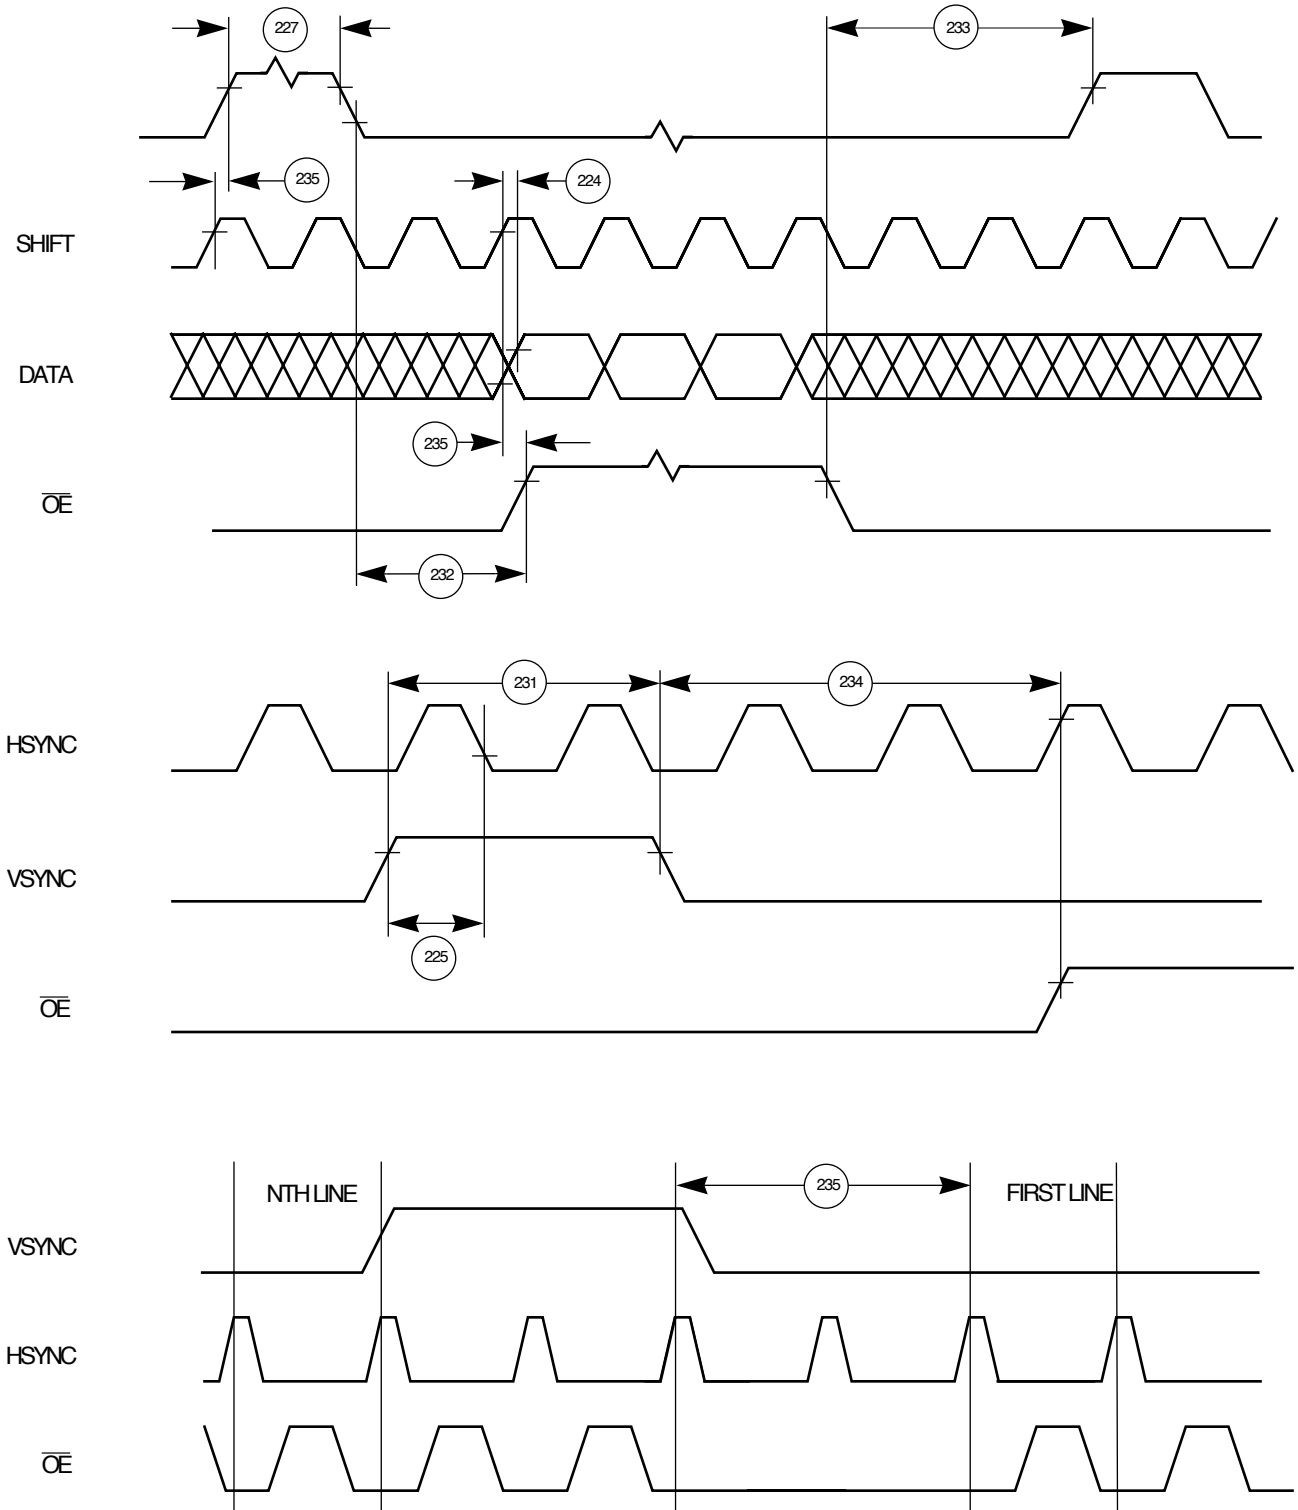 227
233
235
224
SHIFT
DATA
235
OE
232
231
234
HSYNC
VSYNC
225
OE
NTH LINE
235
FIRST LINE
VSYNC
HSYNC
OE